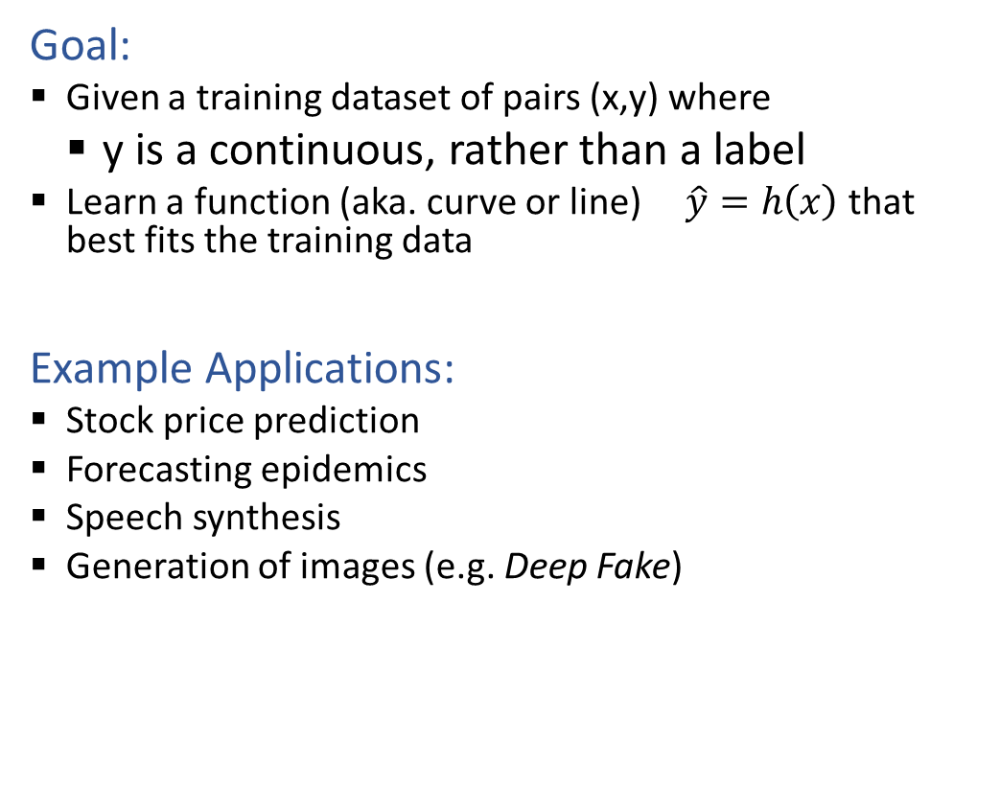 Goal:
▪ Given a training dataset of pairs (x,y) where
▪ y is a continuous, rather than a label
▪ Learn a function (aka. curve or line) ŷ = h(x) that
best fits the training data
Example Applications:
▪ Stock price prediction
▪ Forecasting epidemics
▪ Speech synthesis
▪ Generation of images (e.g. Deep Fake)